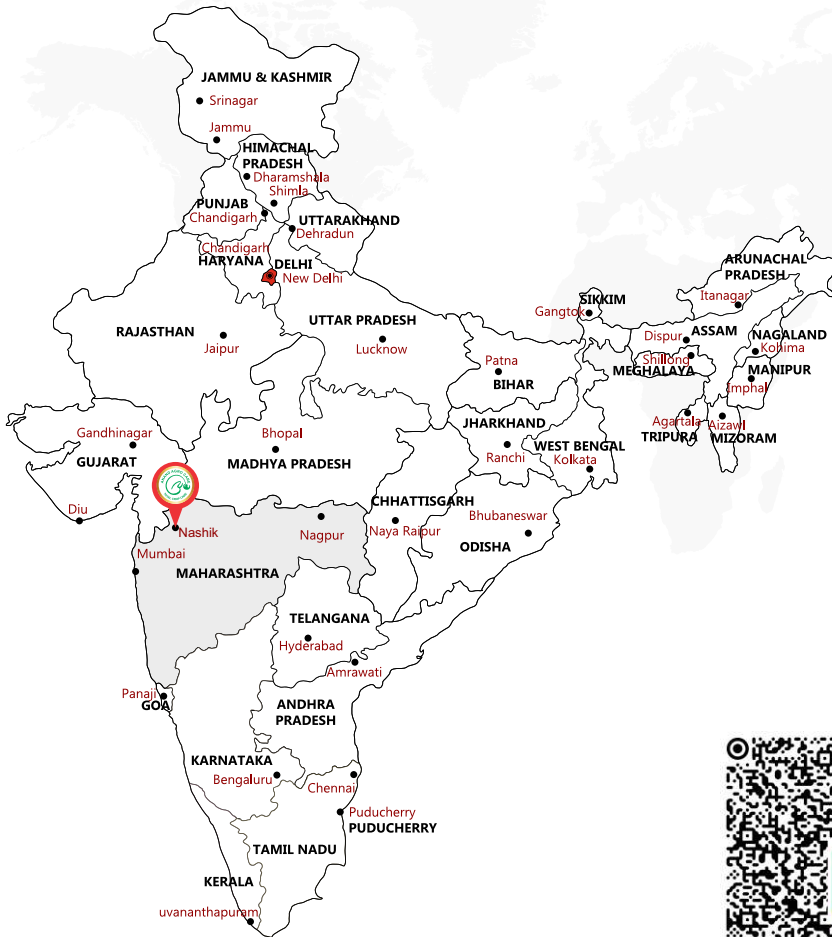 JAMMU & KASHMIR
Srinagar
Jammu
HIMACHAL
PRADESH
Dharamshala
Shimla
PUNJAB
Chandigarh
UTTARAKHAND
Dehradun
Chandigarh
HARYANA
DELHI
New Delhi
ARUNACHAL
PRADESH
Itanagar
SIKKIM
Gangtok
RAJASTHAN
Jaipur
UTTAR PRADESH
Lucknow
Dispur
ASSAM
NAGALAND
Kohima
Shillong
MEGHALAYA
MANIPUR
Imphal
Patna
BIHAR
Agartala
TRIPURA
Aizawl
MIZORAM
Gandhinagar
GUJARAT
Bhopal
MADHYA PRADESH
JHARKHAND
Ranchi
WEST BENGAL
Kolkata
Diu
Nashik
Mumbai
MAHARASHTRA
Nagpur
CHHATTISGARH
Naya Raipur
Bhubaneswar
ODISHA
TELANGANA
Hyderabad
Amrawati
Panaji
GOA
ANDHRA
PRADESH
KARNATAKA
Bengaluru
Chennai
Puducherry
PUDUCHERRY
TAMIL NADU
KERALA
uvananthapuram